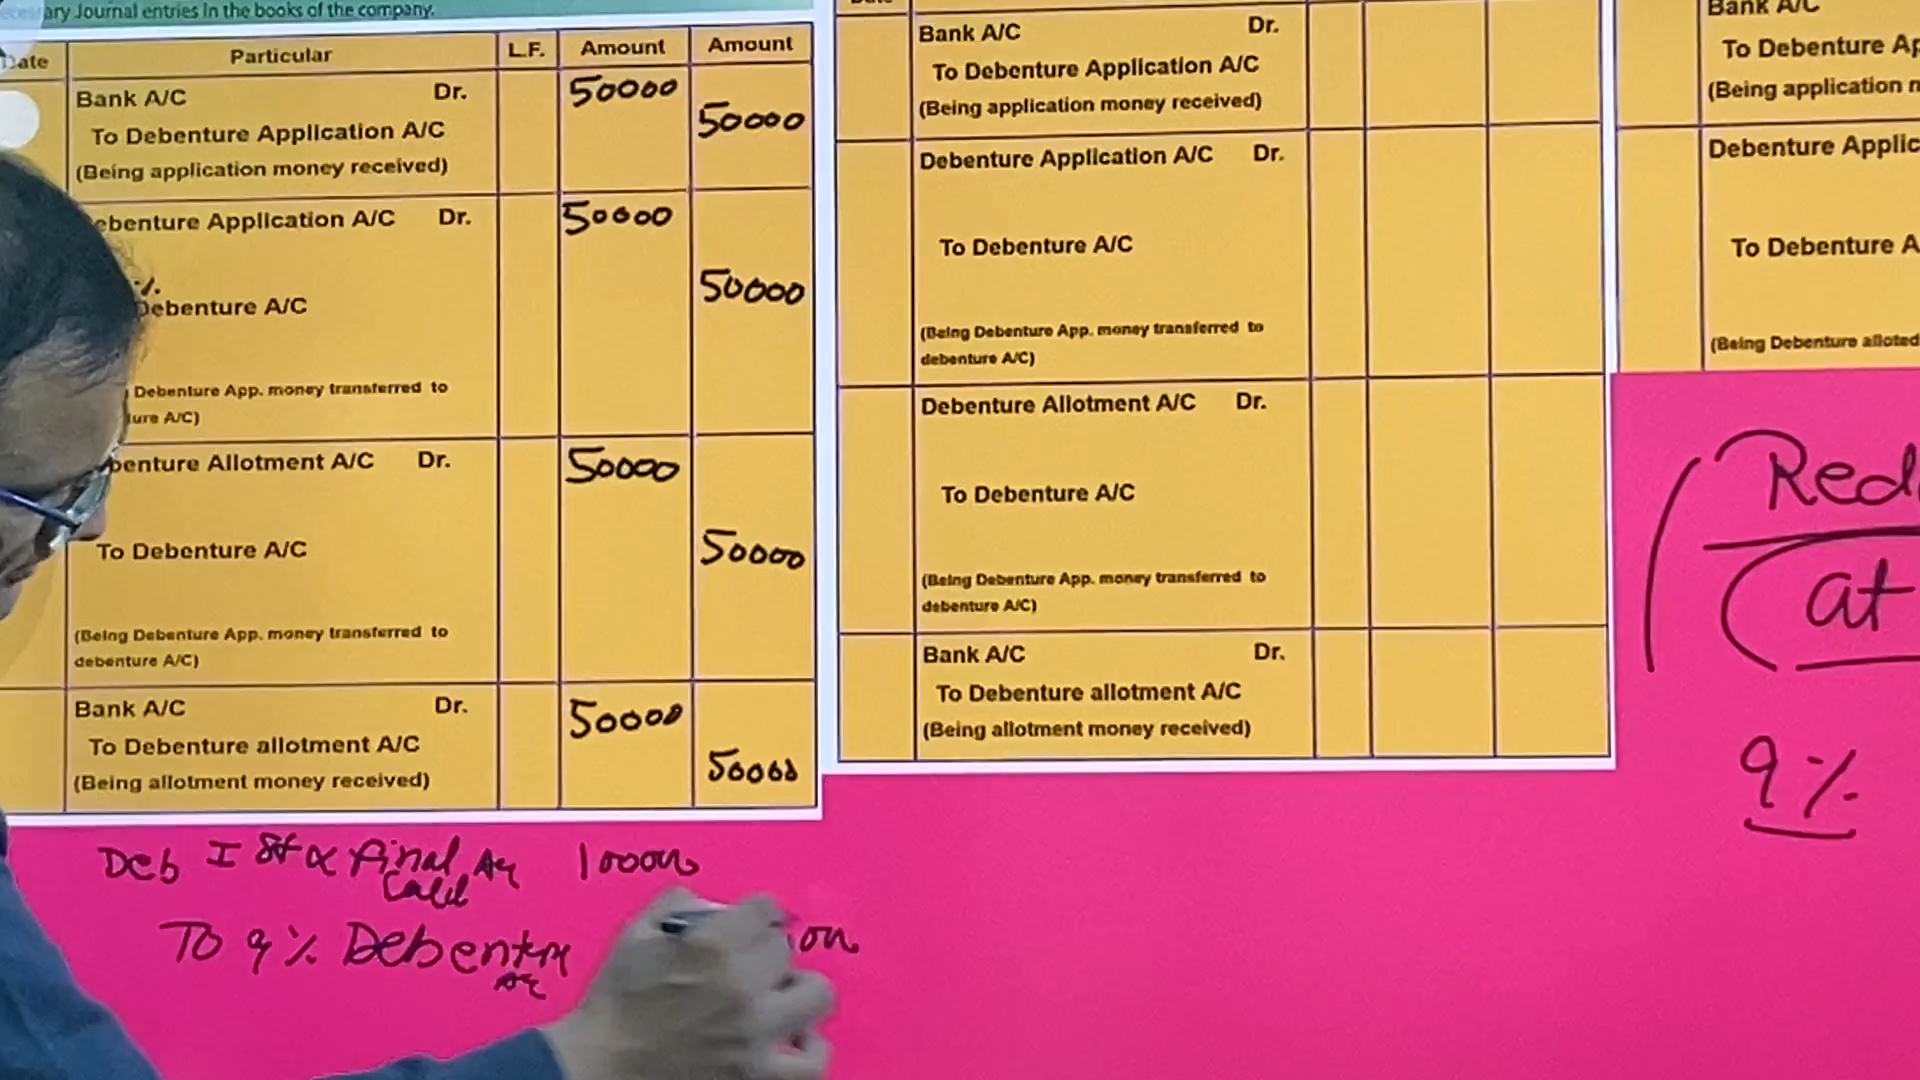 ary Journal entries in the books of the company.
Date Particular L.F. Amount Amount
Bank A/C Dr. 50000
To Debenture Application A/C 50000
(Being application money received)
ebenture Application A/C Dr. 50000
%.
Debenture A/C 50000
Debenture App. money transferred to
ure A/C)
benture Allotment A/C Dr. 50000
To Debenture A/C 50000
(Being Debenture App. money transferred to
debenture A/C)
Bank A/C Dr. 50000
To Debenture allotment A/C 50000
(Being allotment money received)
Deb I st & final
Call
To 9% Debenture
Bank A/C Dr.
To Debenture Application A/C
(Being application money received)
Debenture Application A/C Dr.
To Debenture A/C
(Being Debenture App. money transferred to
debenture A/C)
Debenture Allotment A/C Dr.
To Debenture A/C
(Being Debenture App. money transferred to
debenture A/C)
Bank A/C Dr.
To Debenture allotment A/C
(Being allotment money received)
Bank A/C
To Debenture Ap
(Being application
Debenture Applic
To Debenture A
(Being Debenture alloted
Red
at
9%